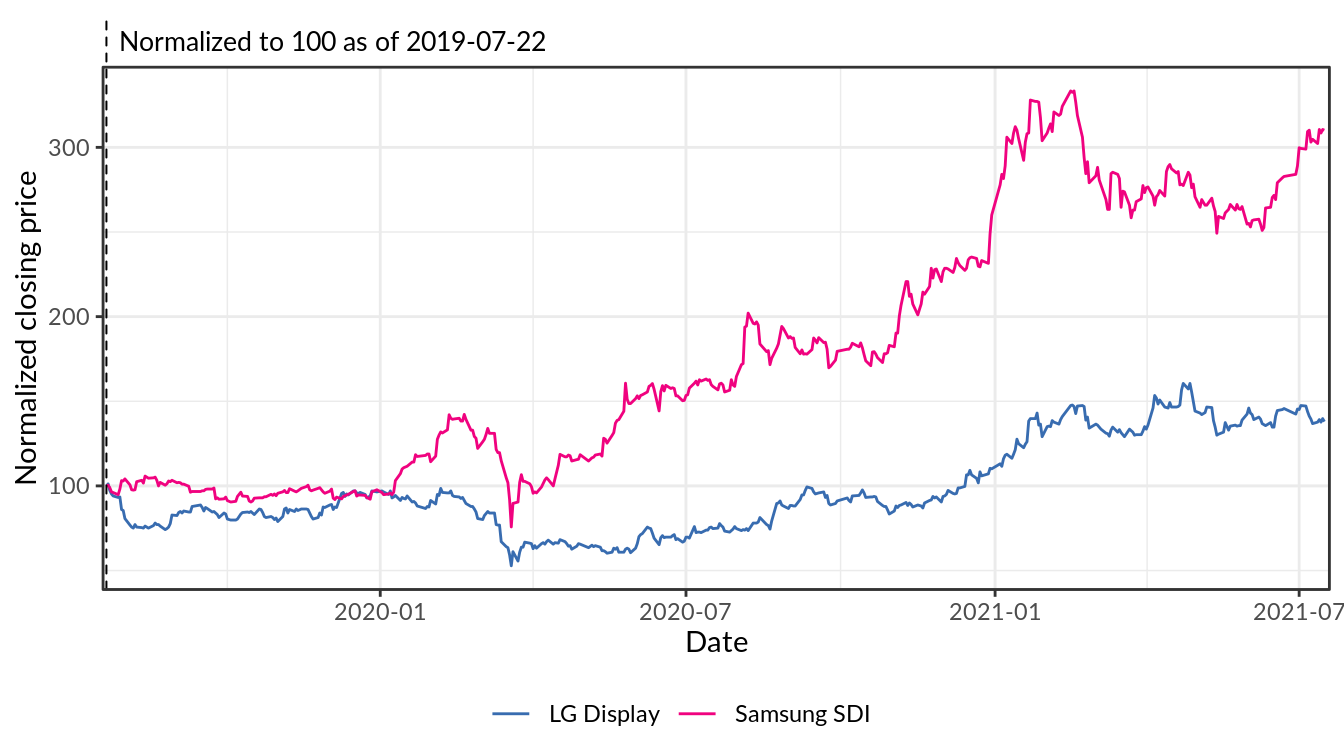 Normalized to 100 as of 2019-07-22
Normalized closing price
300
200
100
2020-01
2020-07
2021-01
2021-07
Date
LG Display
Samsung SDI